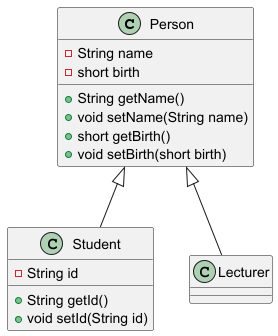 C Person
String name
short birth
String getName()
void setName(String name)
short getBirth()
void setBirth(short birth)
C Student
String id
String getId()
void setId(String id)
C Lecturer